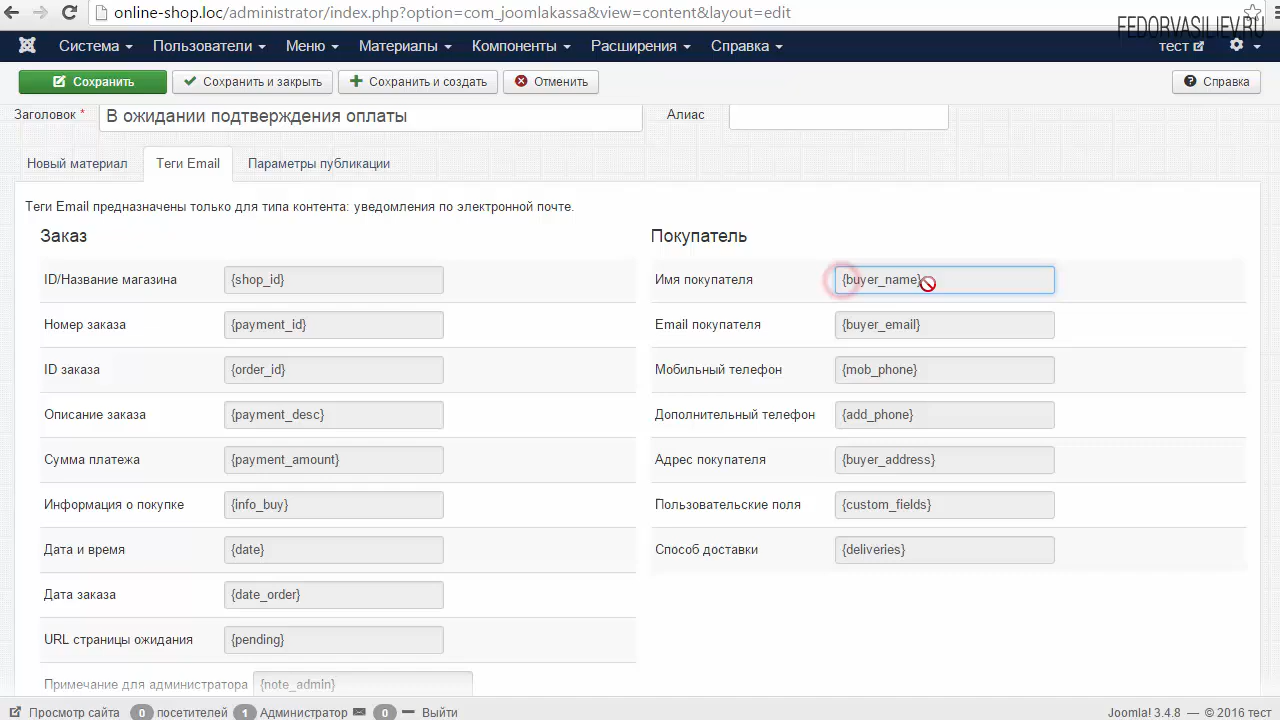 online-shop.loc/administrator/index.php?option=com_joomlakassa&view=content&layout=edit
FEDORVASILIEV.RU
Система Пользователи Меню Материалы Компоненты Расширения Справка тест
Сохранить Сохранить и закрыть Сохранить и создать Отменить Справка
Заголовок * В ожидании подтверждения оплаты Алиас
Новый материал Теги Email Параметры публикации
Теги Email предназначены только для типа контента: уведомления по электронной почте.
Заказ
ID/Название магазина {shop_id}
Номер заказа {payment_id}
ID заказа {order_id}
Описание заказа {payment_desc}
Сумма платежа {payment_amount}
Информация о покупке {info_buy}
Дата и время {date}
Дата заказа {date_order}
URL страницы ожидания {pending}
Примечание для администратора {note_admin}
Покупатель
Имя покупателя {buyer_name}
Email покупателя {buyer_email}
Мобильный телефон {mob_phone}
Дополнительный телефон {add_phone}
Адрес покупателя {buyer_address}
Пользовательские поля {custom_fields}
Способ доставки {deliveries}
Просмотр сайта 0 посетителей 1 Администратор 0 Выйти
Joomla! 3.4.8 — © 2016 тест